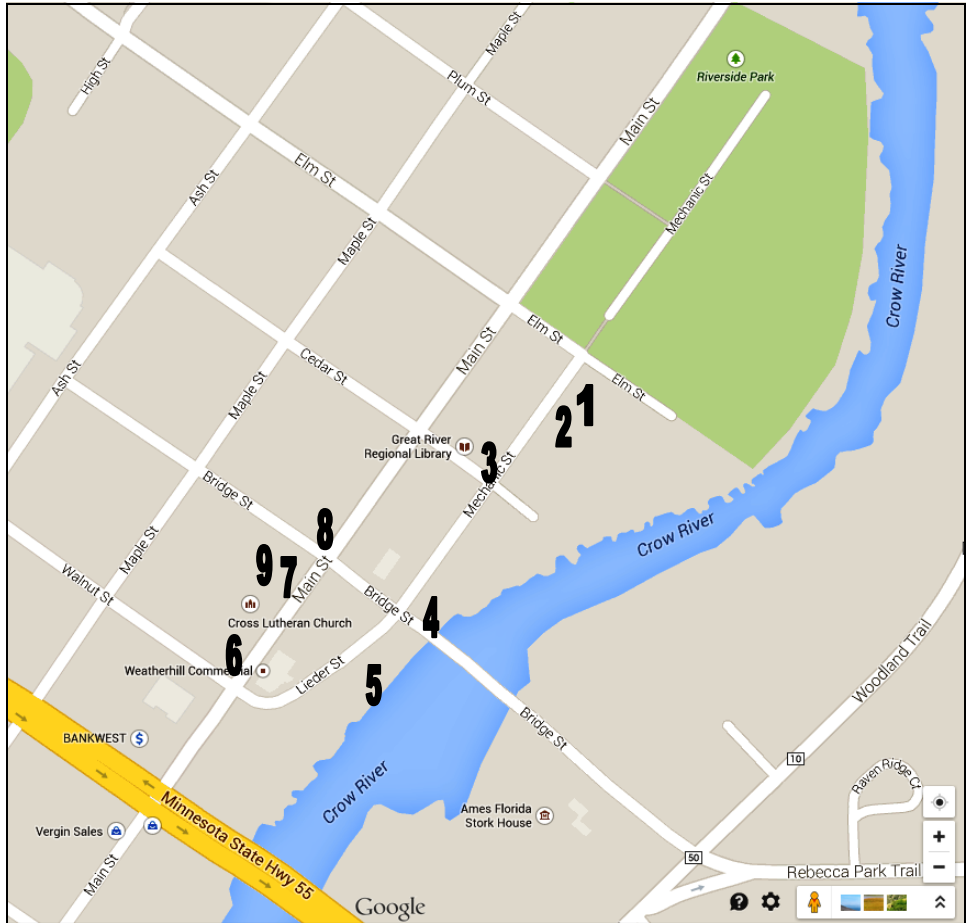 High St
Maple St
Plum St
Riverside Park
Main St
Elm St
Ash St
Mechanic St
Maple St
Crow River
Elm St
Main St
Cedar St
Elm St
Ash St
Maple St
1
2
Great River
Regional Library
3
Mechanic St
Bridge St
8
Crow River
9
7
Main St
Maple St
Walnut St
Bridge St
4
Cross Lutheran Church
6
Weatherhill Commercial
Lieder St
5
Woodland Trail
Bridge St
BANKWEST
$
10
Crow River
Raven Ridge Ct
Minnesota State Hwy 55
Ames Florida
Stork House
Vergin Sales
+
50
−
Main St
Rebecca Park Trail
Google
?